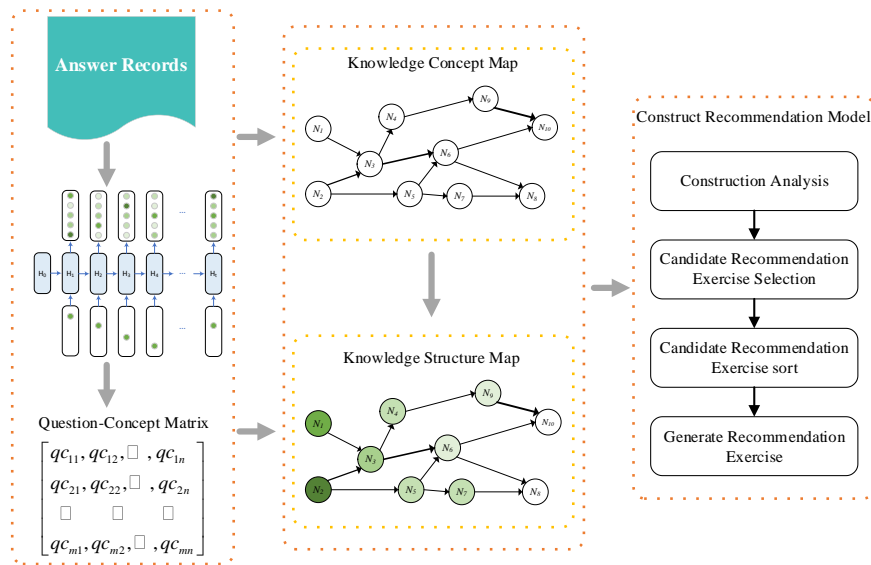 Answer Records
...
H0 H1 H2 H3 H4 ... Ht
...
Question-Concept Matrix
qc11, qc12, □ , qc1n
qc21, qc22, □ , qc2n
□ □ □
qcm1, qcm2, □ , qcmn
Knowledge Concept Map
N9
N4
N1
N10
N6
N3
N2
N5
N7
N8
Knowledge Structure Map
N9
N4
N1
N10
N6
N3
N2
N5
N7
N8
Construct Recommendation Model
Construction Analysis
Candidate Recommendation
Exercise Selection
Candidate Recommendation
Exercise sort
Generate Recommendation
Exercise